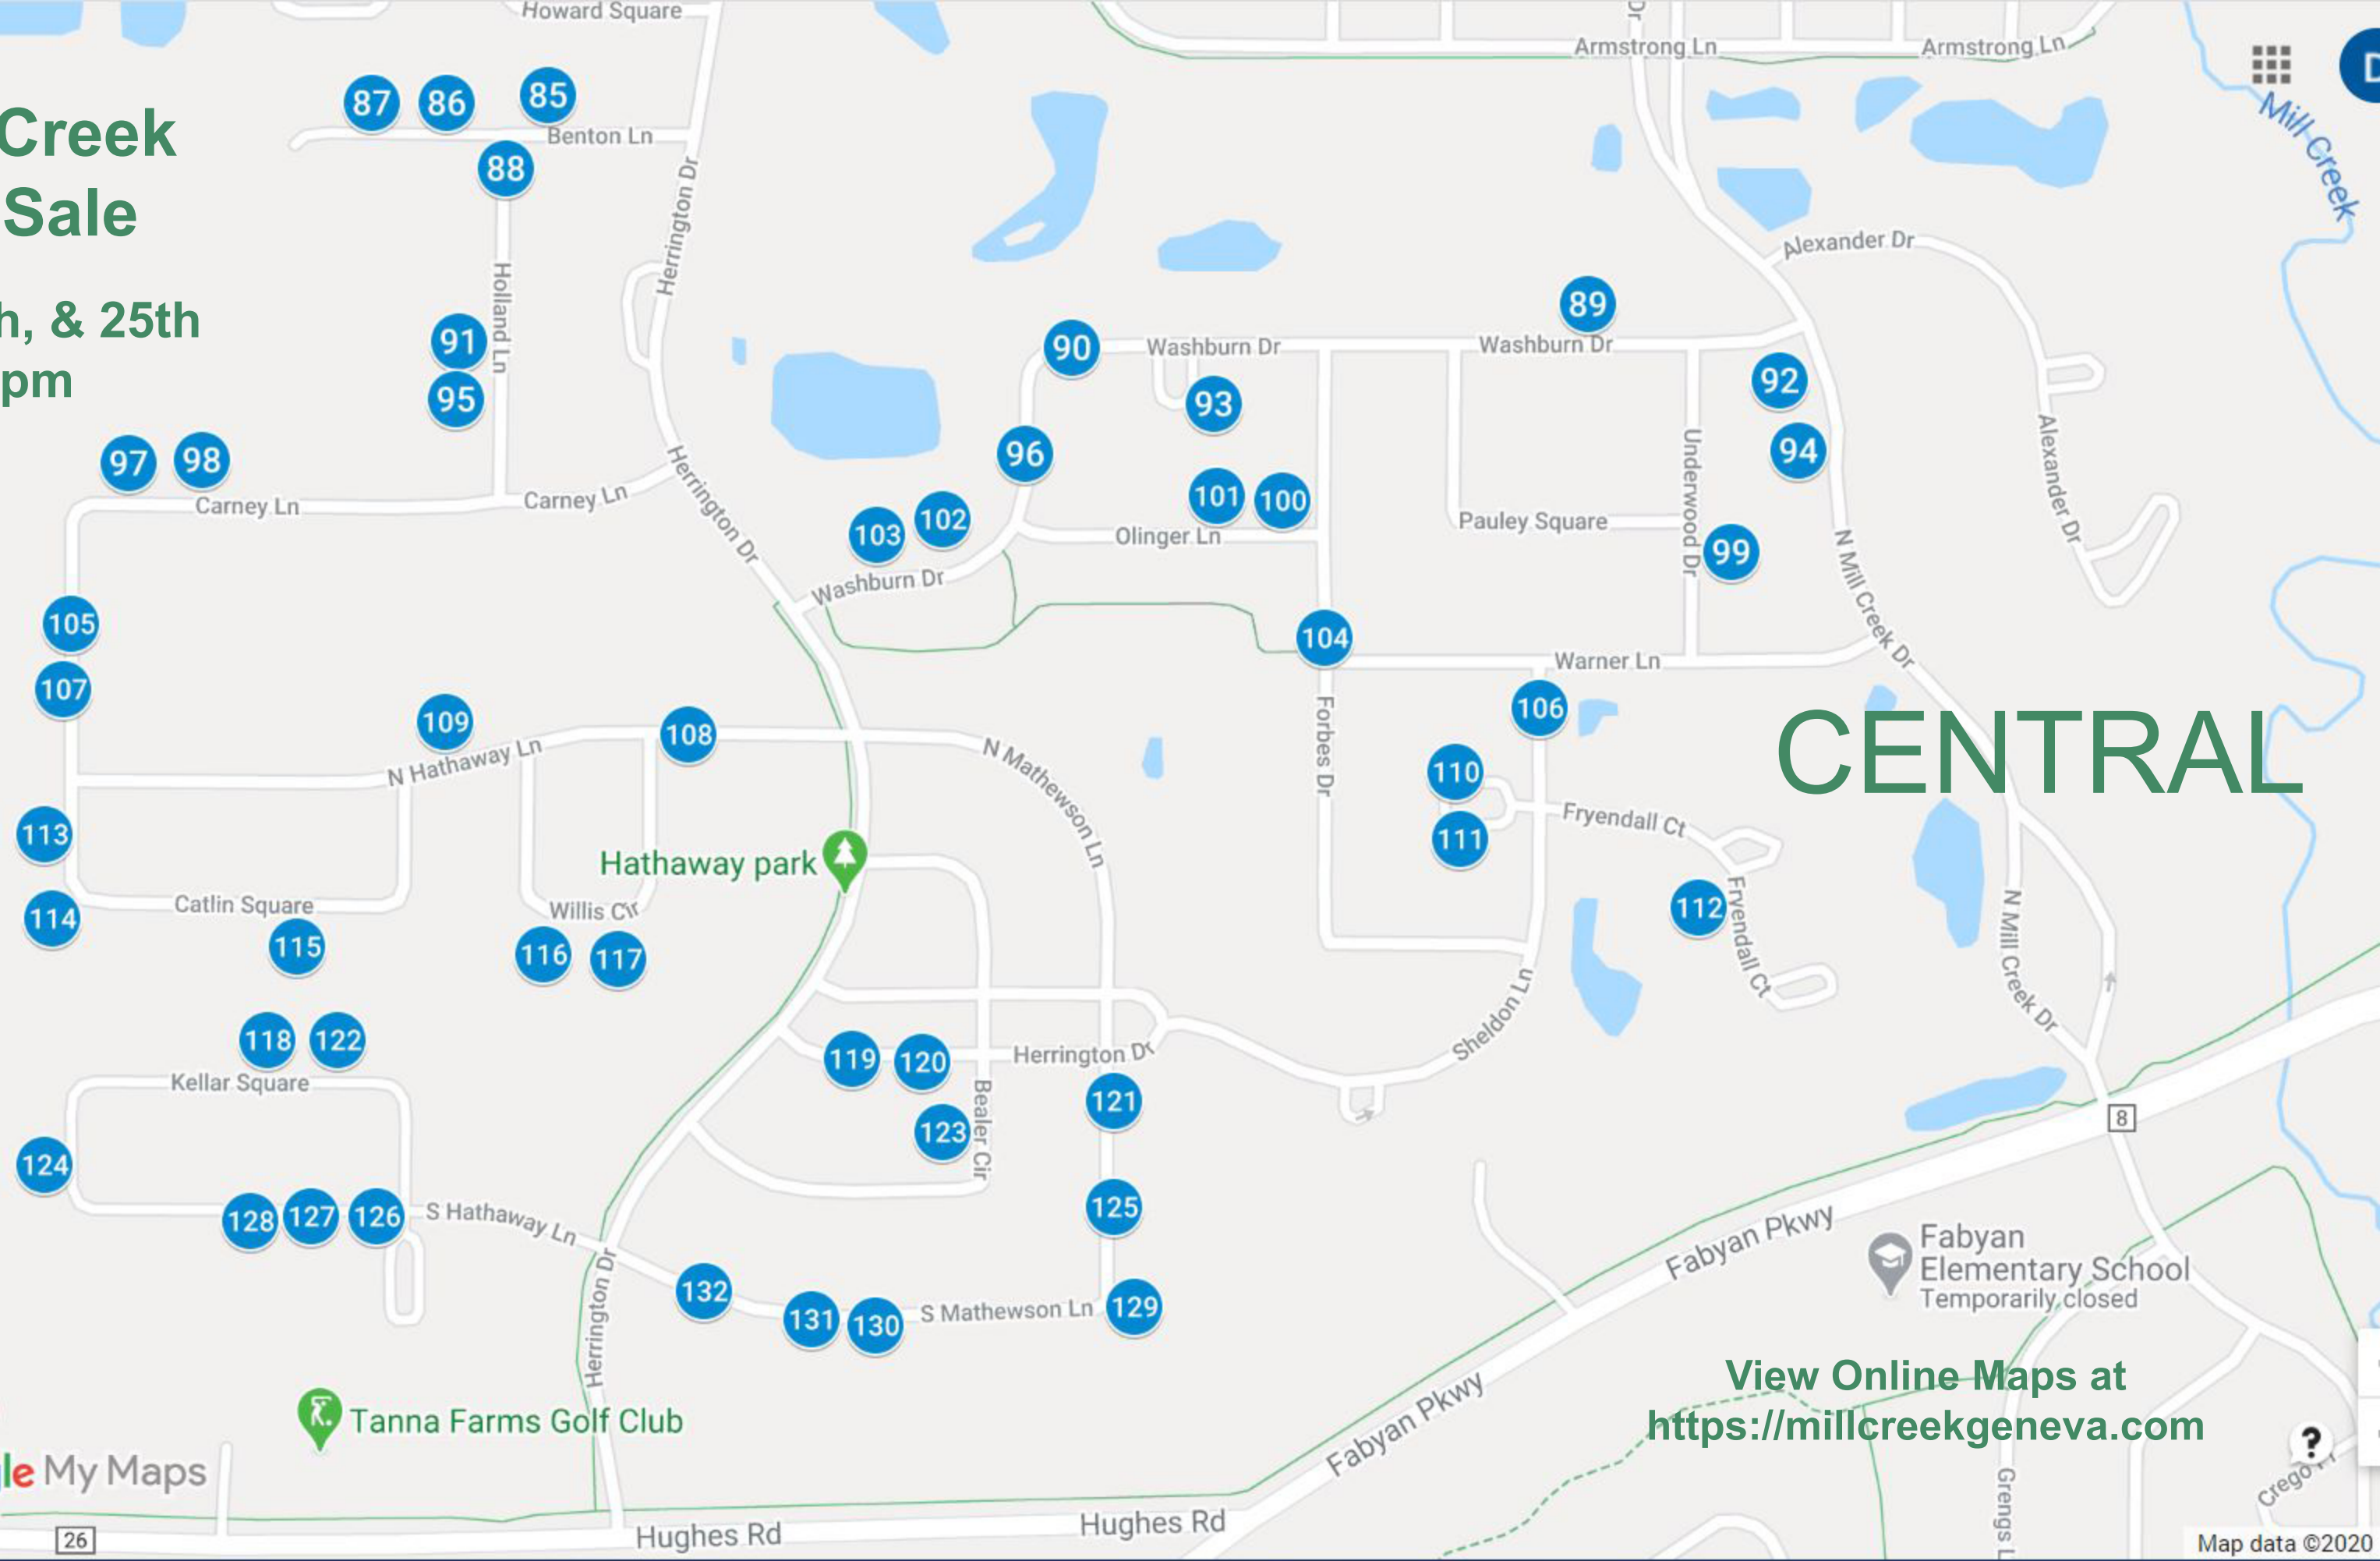 Howard Square
Armstrong Ln
Armstrong Ln
Dr
D
Mill Creek
87
86
85
Benton Ln
88
Creek
Sale
h, & 25th
pm
Herrington Dr
Holland Ln
Alexander Dr
89
90
Washburn Dr
Washburn Dr
91
95
92
93
94
96
97
98
Carney Ln
Carney Ln
Herrington Dr
Underwood Dr
Alexander Dr
101
100
102
103
Olinger Ln
Pauley Square
99
N Mill Creek Dr
Washburn Dr
105
104
Warner Ln
107
106
109
108
N Hathaway Ln
N Mathewson Ln
Forbes Dr
CENTRAL
110
111
Fryendall Ct
113
Hathaway park
114
Catlin Square
Willis Cir
112
Fryendall Ct
N Mill Creek Dr
115
116
117
118
122
119
120
Herrington Dr
Sheldon Ln
Kellar Square
121
Bealer Cir
123
8
124
128
127
126
S Hathaway Ln
125
Fabyan Pkwy
Fabyan
Elementary School
Temporarily closed
Herrington Dr
132
131
130
S Mathewson Ln
129
View Online Maps at
https://millcreekgeneva.com
Tanna Farms Golf Club
Fabyan Pkwy
?
le My Maps
Grengs L
26
Hughes Rd
Hughes Rd
Map data ©2020